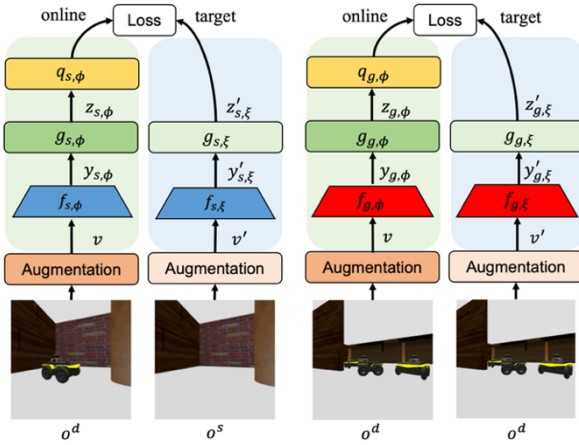 online Loss target online Loss target
q_{s,ϕ} q_{g,ϕ}
z_{s,ϕ} z'_{s,ξ} z_{g,ϕ} z'_{g,ξ}
g_{s,ϕ} g_{s,ξ} g_{g,ϕ} g_{g,ξ}
y_{s,ϕ} y'_{s,ξ} y_{g,ϕ} y'_{g,ξ}
f_{s,ϕ} f_{s,ξ} f_{g,ϕ} f_{g,ξ}
v v' v v'
Augmentation Augmentation Augmentation Augmentation
o^d o^s o^d o^d